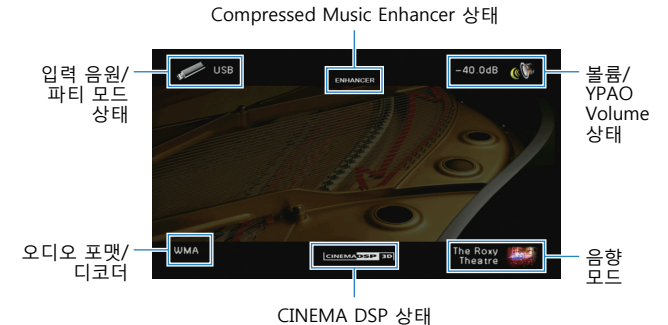 Compressed Music Enhancer 상태
입력 음원/
파티 모드
상태
USB
ENHANCER
-40.0dB
볼륨/
YPAO
Volume
상태
오디오 포맷/
디코더
WMA
CINEMA DSP 3D
The Roxy
Theatre
음향
모드
CINEMA DSP 상태